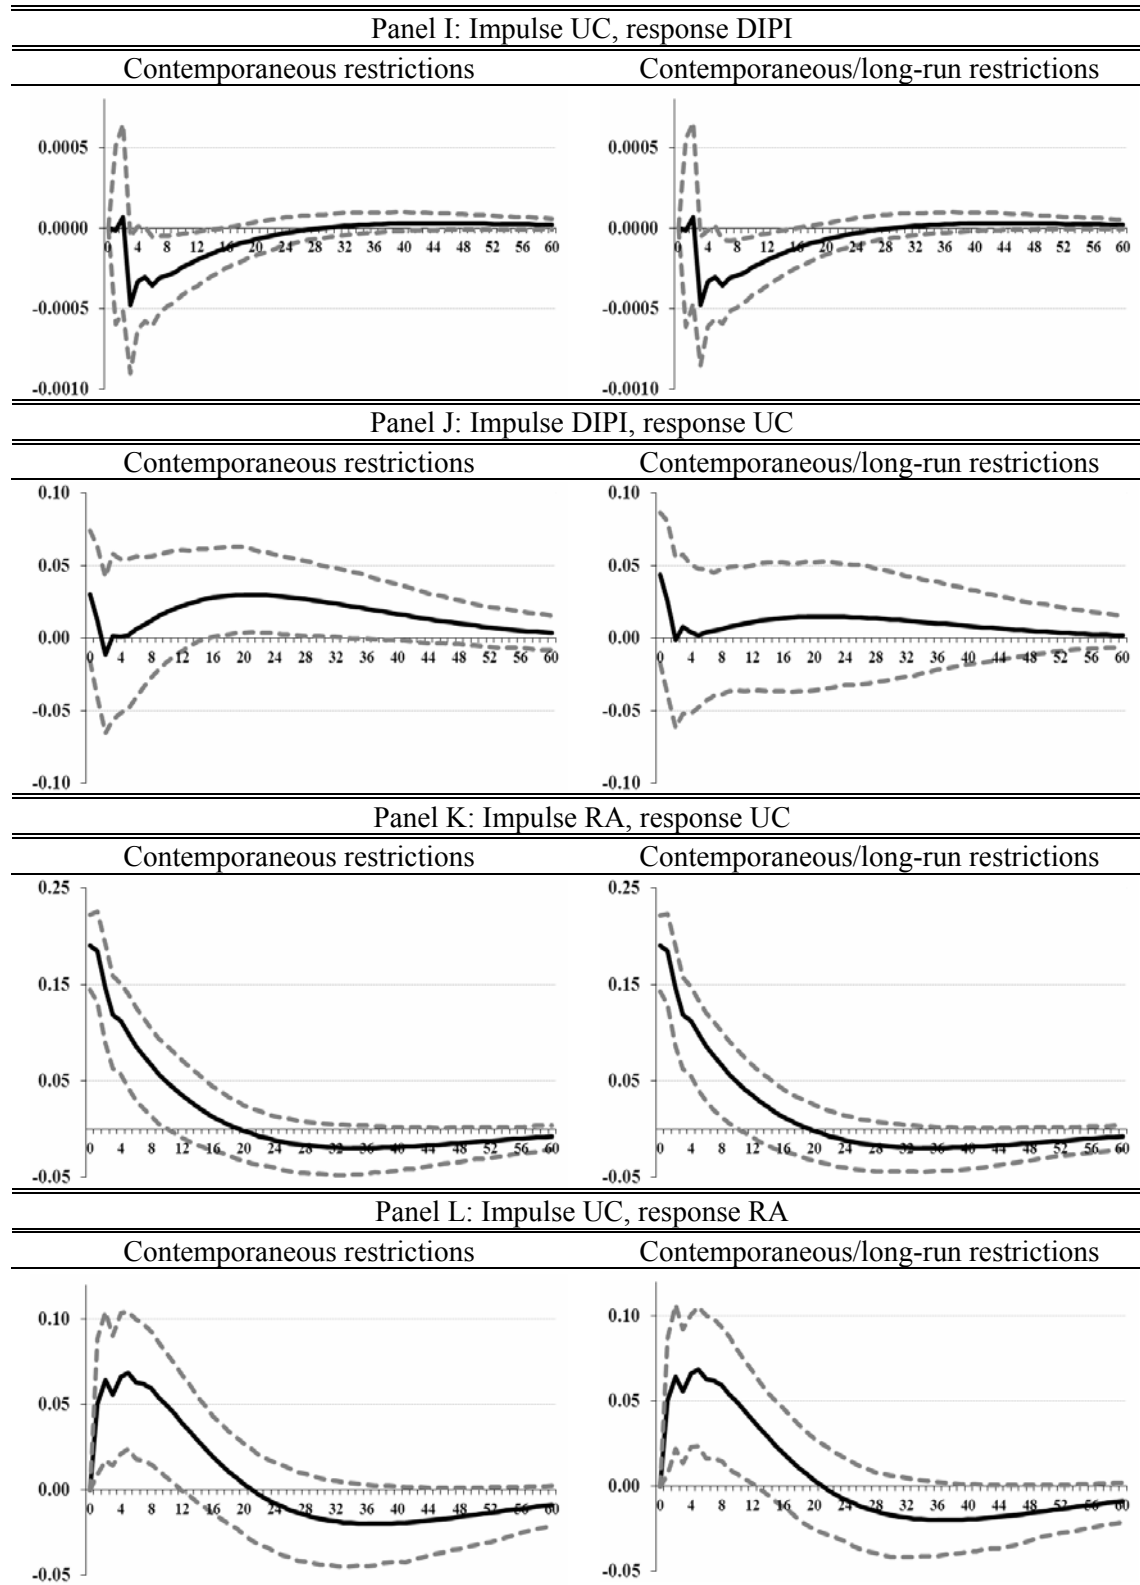 Panel I: Impulse UC, response DIPI
Contemporaneous restrictions Contemporaneous/long-run restrictions
0.0005
0.0000
-0.0005
-0.0010
0 4 8 12 16 20 24 28 32 36 40 44 48 52 56 60
0.0005
0.0000
-0.0005
-0.0010
0 4 8 12 16 20 24 28 32 36 40 44 48 52 56 60
Panel J: Impulse DIPI, response UC
Contemporaneous restrictions Contemporaneous/long-run restrictions
0.10
0.05
0.00
-0.05
-0.10
0 4 8 12 16 20 24 28 32 36 40 44 48 52 56 60
0.10
0.05
0.00
-0.05
-0.10
0 4 8 12 16 20 24 28 32 36 40 44 48 52 56 60
Panel K: Impulse RA, response UC
Contemporaneous restrictions Contemporaneous/long-run restrictions
0.25
0.15
0.05
-0.05
0 4 8 12 16 20 24 28 32 36 40 44 48 52 56 60
0.25
0.15
0.05
-0.05
0 4 8 12 16 20 24 28 32 36 40 44 48 52 56 60
Panel L: Impulse UC, response RA
Contemporaneous restrictions Contemporaneous/long-run restrictions
0.10
0.05
0.00
-0.05
0 4 8 12 16 20 24 28 32 36 40 44 48 52 56 60
0.10
0.05
0.00
-0.05
0 4 8 12 16 20 24 28 32 36 40 44 48 52 56 60